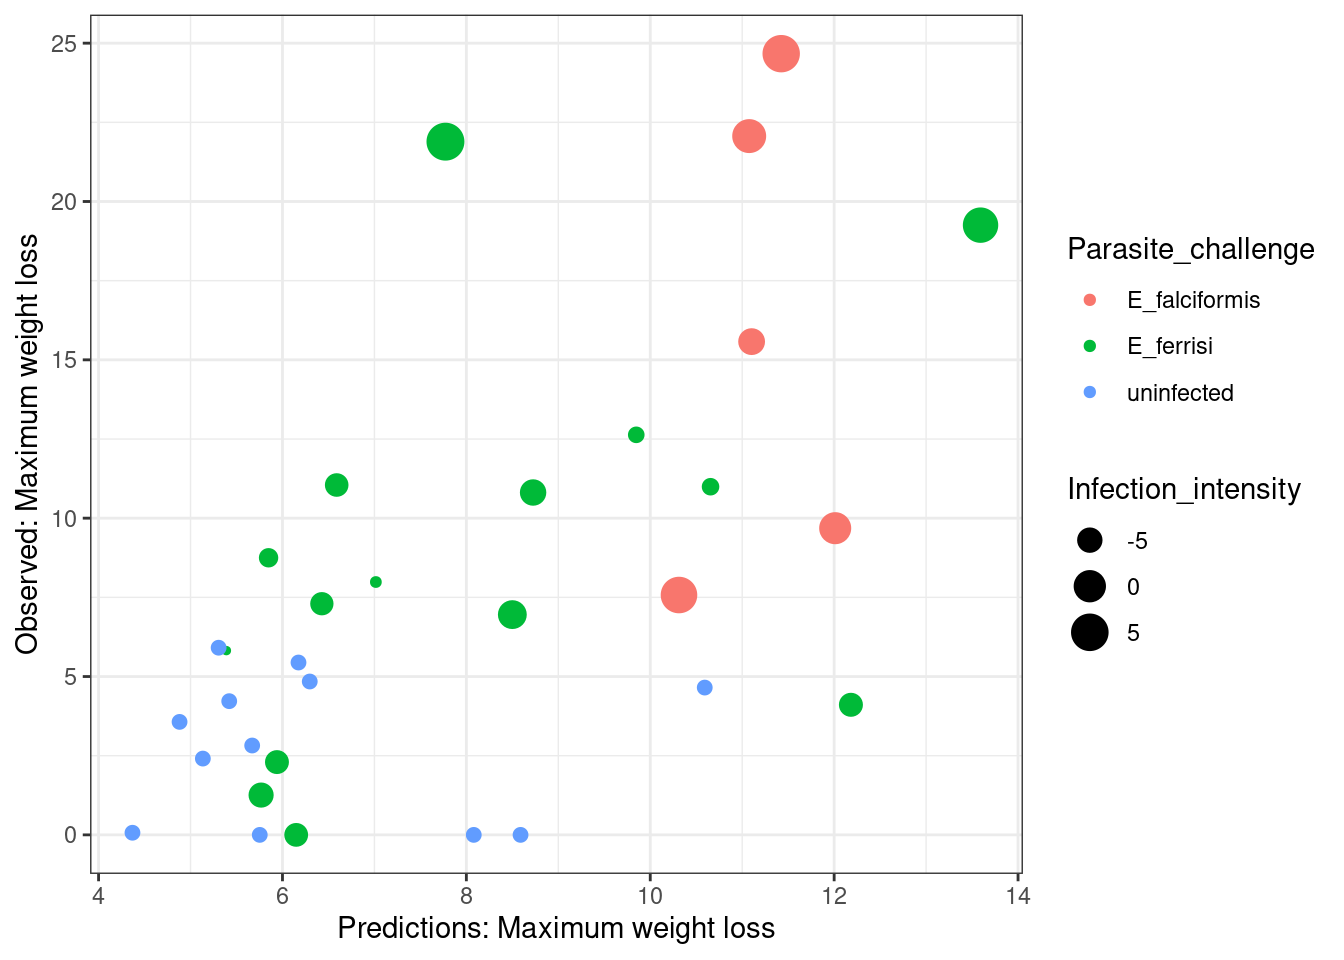 25
20
15
10
5
0
Observed: Maximum weight loss
4 6 8 10 12 14
Predictions: Maximum weight loss
Parasite_challenge
E_falciformis
E_ferrisi
uninfected
Infection_intensity
-5
0
5